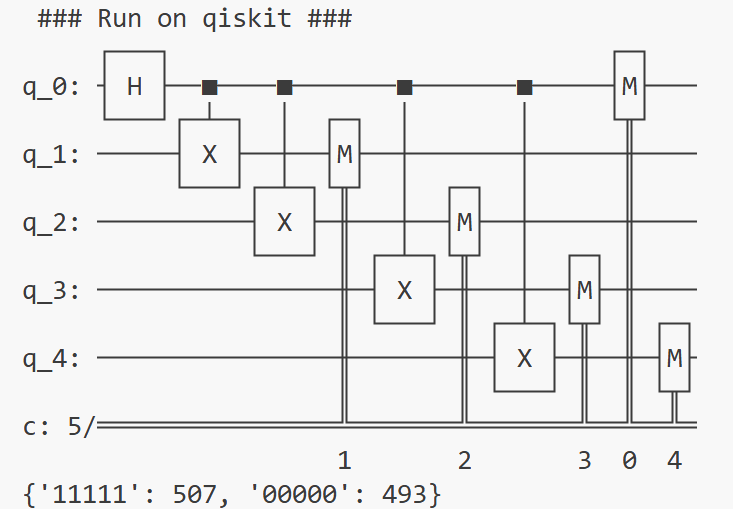 ### Run on qiskit ###
q_0: H M
q_1: X M
q_2: X M
q_3: X M
q_4: X M
c: 5/
1 2 3 0 4
{'11111': 507, '00000': 493}